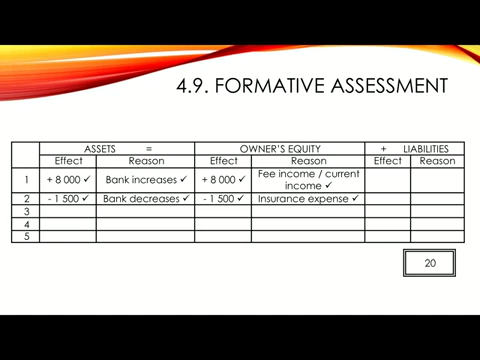 4.9. FORMATIVE ASSESSMENT
ASSETS = OWNER'S EQUITY + LIABILITIES
Effect Reason Effect Reason Effect Reason
1 + 8 000 ✓ Bank increases ✓ + 8 000 ✓ Fee income / current
income ✓
2 - 1 500 ✓ Bank decreases ✓ - 1 500 ✓ Insurance expense ✓
3
4
5
20